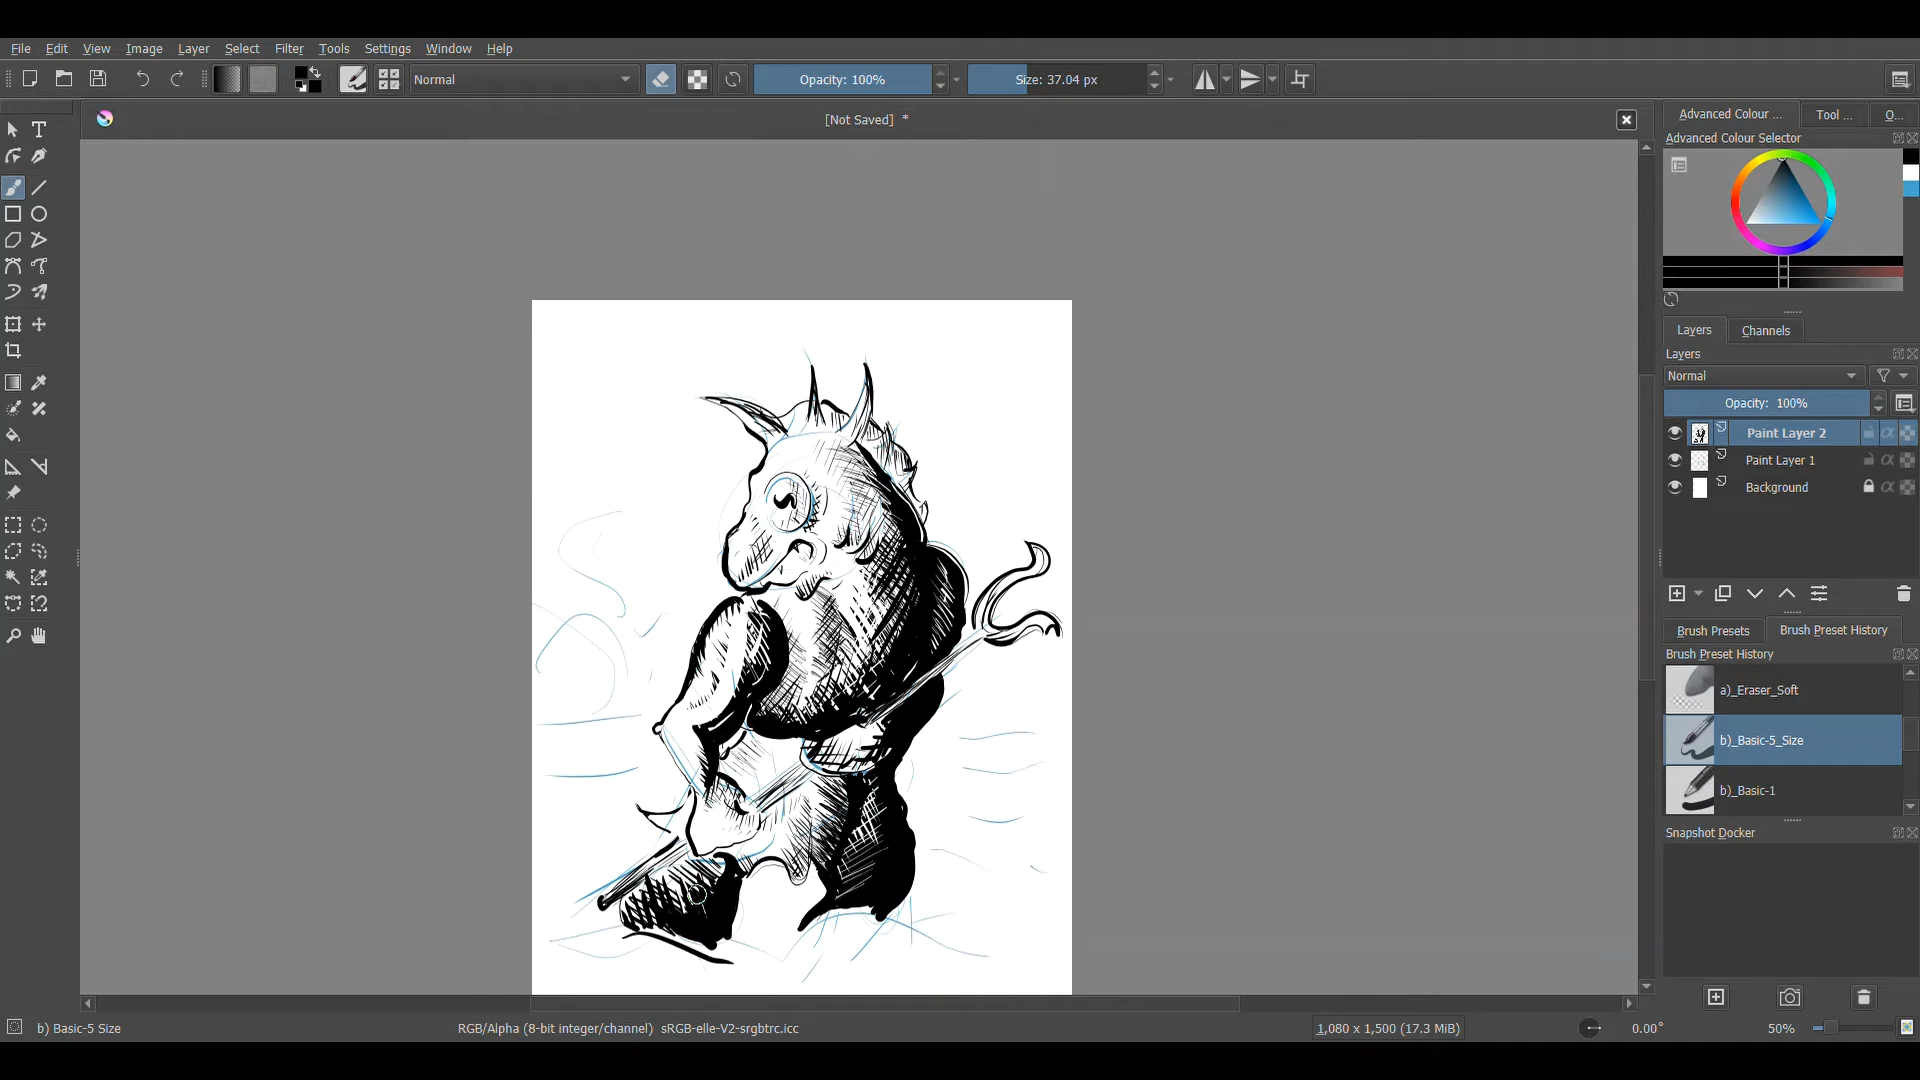 File Edit View Image Layer Select Filter Tools Settings Window Help
Normal Opacity: 100% Size: 37.04 px
[Not Saved] *
Advanced Colour ... Tool ... O...
Advanced Colour Selector
Layers Channels
Layers
Normal
Opacity: 100%
Paint Layer 2
Paint Layer 1
Background
Brush Presets Brush Preset History
Brush Preset History
a)_Eraser_Soft
b)_Basic-5_Size
b)_Basic-1
Snapshot Docker
b) Basic-5 Size RGB/Alpha (8-bit integer/channel) sRGB-elle-V2-srgbtrc.icc 1,080 x 1,500 (17.3 MiB) 0.00° 50%